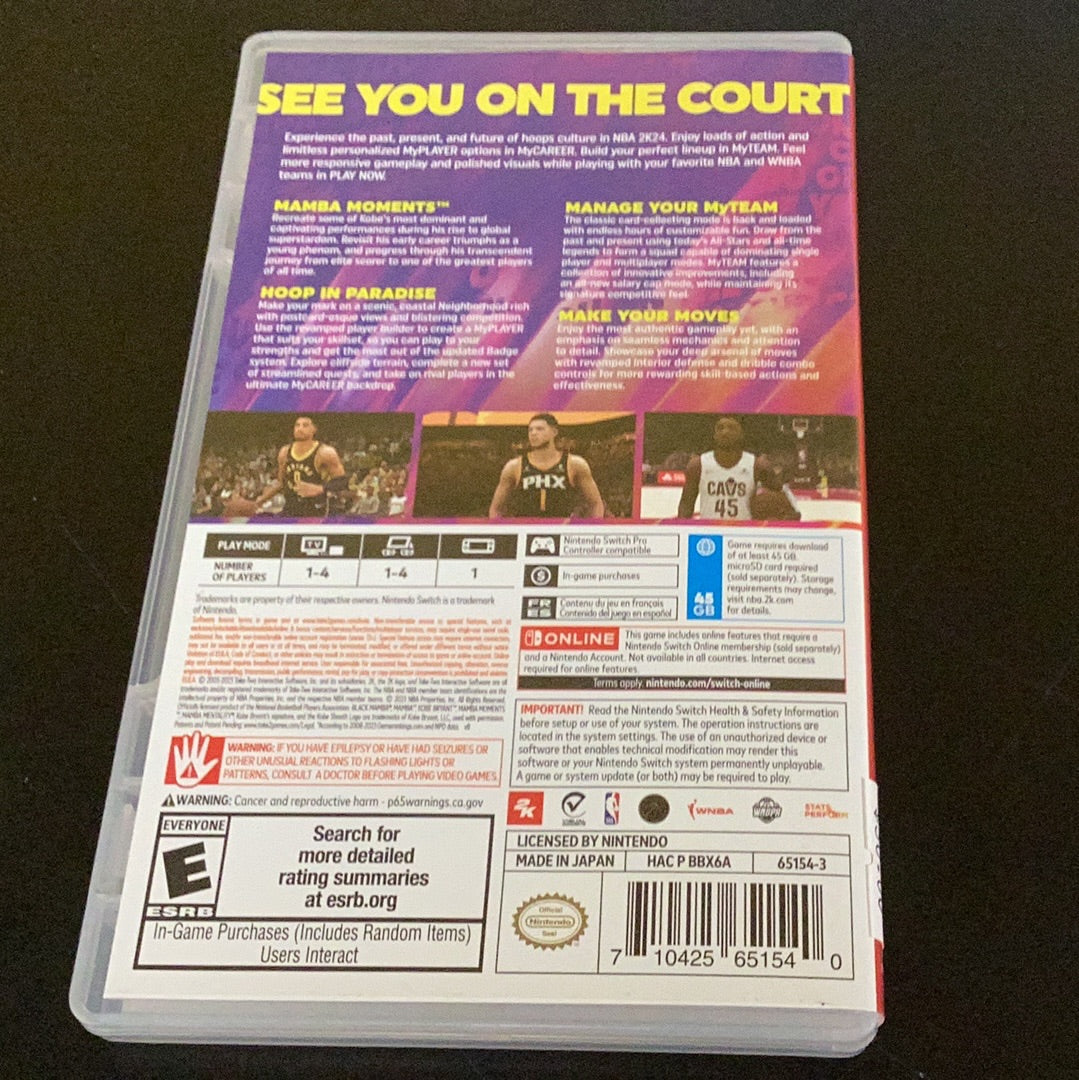 SEE YOU ON THE COURT
Experience the past, present, and future of hoops culture in NBA 2K24. Enjoy loads of action and
limitless personalized MyPLAYER options in MyCAREER. Build your perfect lineup in MyTEAM. Feel
more responsive gameplay and polished visuals while playing with your favorite NBA and WNBA
teams in PLAY NOW.
MAMBA MOMENTS™
Recreate some of Kobe's most dominant and
captivating performances during his rise to global
superstardom. Revisit his early career triumphs as a
young phenom, and progress through his transcendent
journey from elite scorer to one of the greatest players
of all time.
HOOP IN PARADISE
Make your mark on a scenic, coastal Neighborhood rich
with postcard-esque views and blistering competition.
Use the revamped player builder to create a MyPLAYER
that suits your skillset, so you can play to your
strengths and get the most out of the updated Badge
system. Explore cliffside terrain, complete a new set
of streamlined quests, and take on rival players in the
ultimate MyCAREER backdrop.
MANAGE YOUR MyTEAM
The classic card-collecting mode is back and loaded
with endless hours of customizable fun. Draw from the
past and present using today's All-Stars and all-time
legends to form a squad capable of dominating single
player and multiplayer modes. MyTEAM features a
collection of innovative improvements, including
an all-new salary cap mode, while maintaining its
signature competitive feel.
MAKE YOUR MOVES
Enjoy the most authentic gameplay yet, with an
emphasis on seamless mechanics and attention
to detail. Showcase your deep arsenal of moves
with revamped interior defense and dribble combo
controls for more rewarding skill-based actions and
effectiveness.
PHX
1
CAVS
45
PLAY MODE
TV
NUMBER
OF PLAYERS
1-4
1-4
1
Nintendo Switch Pro
Controller compatible
In-game purchases
FR
ES
Contenu du jeu en français
Contenido del juego en español
45
GB
Game requires download
of at least 45 GB.
microSD card required
(sold separately). Storage
requirements may change,
visit nba.2k.com
for details.
Trademarks are property of their respective owners. Nintendo Switch is a trademark
of Nintendo.
ONLINE
This game includes online features that require a
Nintendo Switch Online membership (sold separately)
and a Nintendo Account. Not available in all countries. Internet access
required for online features.
Terms apply. nintendo.com/switch-online
IMPORTANT! Read the Nintendo Switch Health & Safety Information
before setup or use of your system. The operation instructions are
located in the system settings. The use of an unauthorized device or
software that enables technical modification may render this
software or your Nintendo Switch system permanently unplayable.
A game or system update (or both) may be required to play.
WARNING: IF YOU HAVE EPILEPSY OR HAVE HAD SEIZURES OR
OTHER UNUSUAL REACTIONS TO FLASHING LIGHTS OR
PATTERNS, CONSULT A DOCTOR BEFORE PLAYING VIDEO GAMES.
WARNING: Cancer and reproductive harm - p65warnings.ca.gov
2K
WNBA
STATS
PERFORM
EVERYONE
E
ESRB
Search for
more detailed
rating summaries
at esrb.org
In-Game Purchases (Includes Random Items)
Users Interact
LICENSED BY NINTENDO
MADE IN JAPAN
HAC P BBX6A
65154-3
Official
Nintendo
Seal
7 10425 65154 0